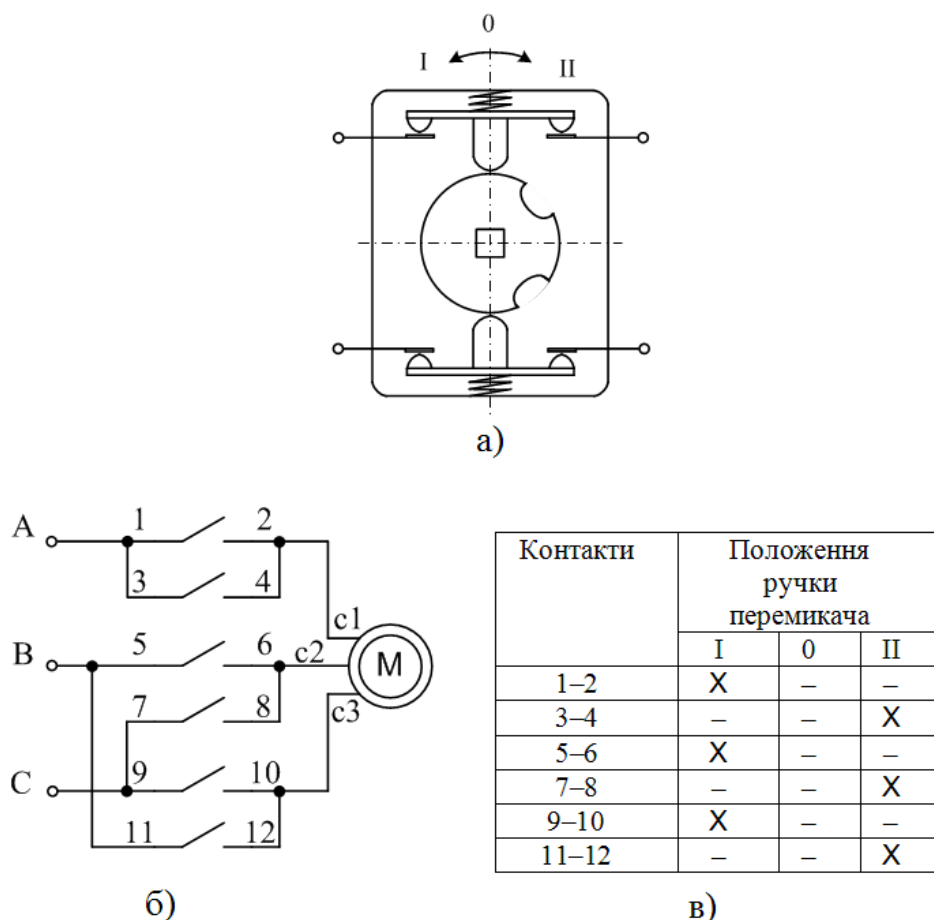 0
I II
а)
A 1 2
3 4
c1
B 5 6 c2 M
7 8 c3
C 9 10
11 12
б)
Контакти Положення
ручки
перемикача
I 0 II
1–2 X – –
3–4 – – X
5–6 X – –
7–8 – – X
9–10 X – –
11–12 – – X
в)